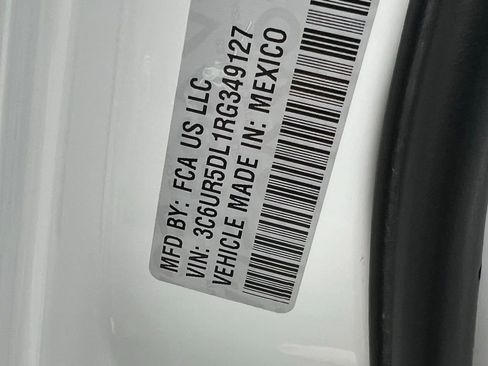 MFD BY: FCA US LLC
VIN: 3C6UR5DL1RG349127
VEHICLE MADE IN: MEXICO